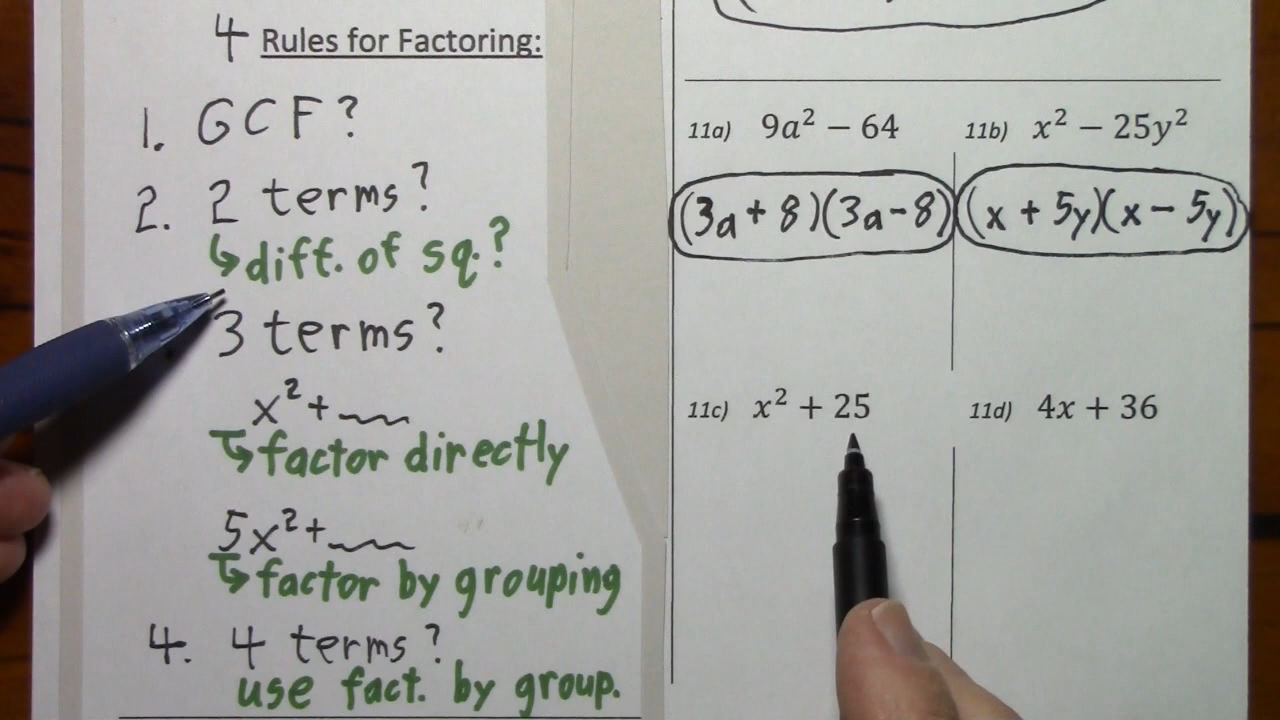 4 Rules for Factoring:
1. GCF?
2. 2 terms?
↳ diff. of sq.?
3 terms?
x² +
↳ factor directly
5x² +
↳ factor by grouping
4. 4 terms?
use fact. by group.
11a) 9a² − 64
(3a + 8)(3a − 8)
11b) x² − 25y²
(x + 5y)(x − 5y)
11c) x² + 25
11d) 4x + 36